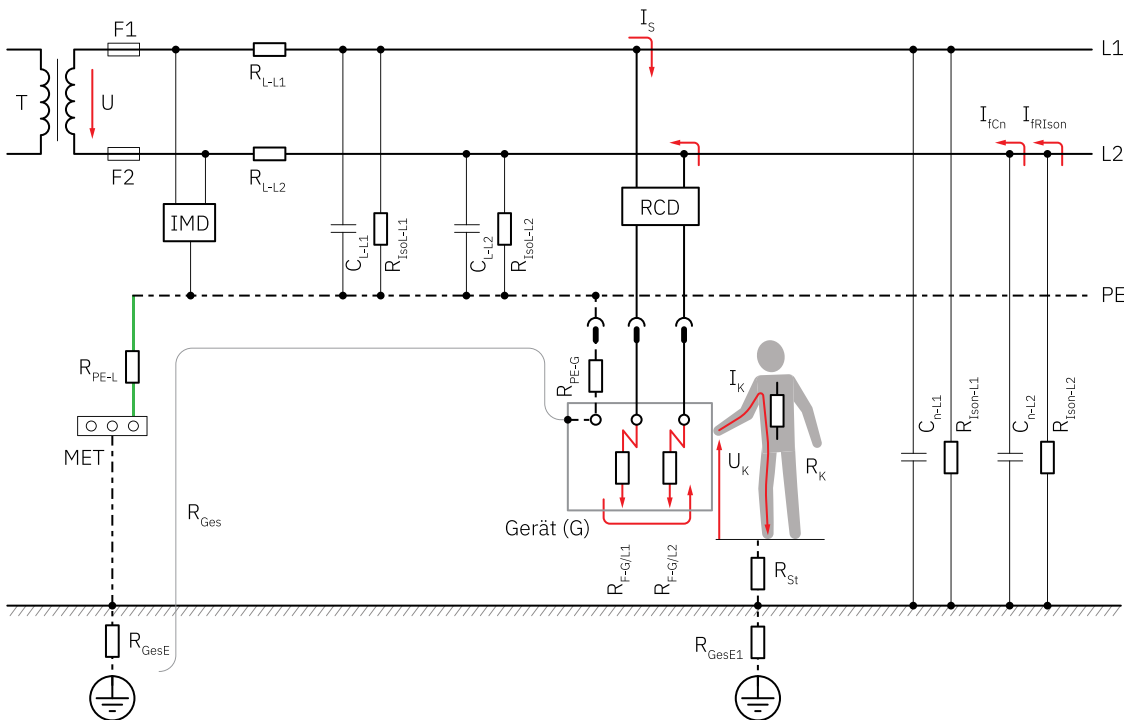 F1
I_S
L1
R_L-L1
T
U
I_fCn
I_fRIson
F2
L2
R_L-L2
RCD
IMD
C_L-L1
R_IsoL-L1
C_L-L2
R_IsoL-L2
PE
R_PE-L
R_PE-G
I_K
C_n-L1
R_Ison-L1
C_n-L2
R_Ison-L2
MET
U_K
R_K
R_Ges
Gerät (G)
R_F-G/L1
R_F-G/L2
R_St
R_GesE
R_GesE1